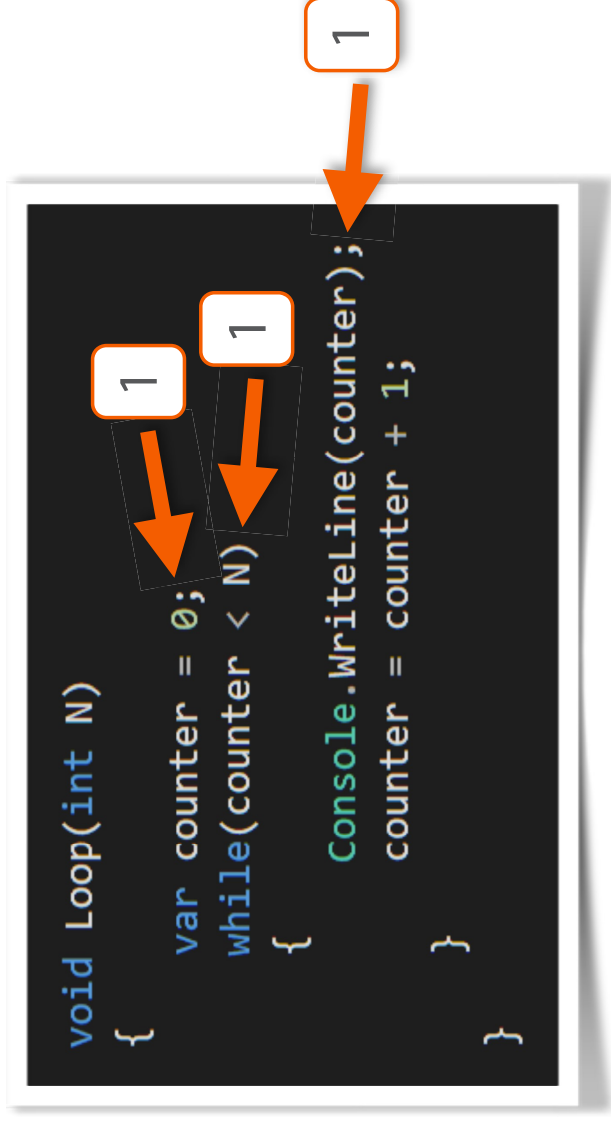 void Loop(int N)
{
var counter = 0;
1
while(counter < N)
1
{
Console.WriteLine(counter);
1
counter = counter + 1;
}
}